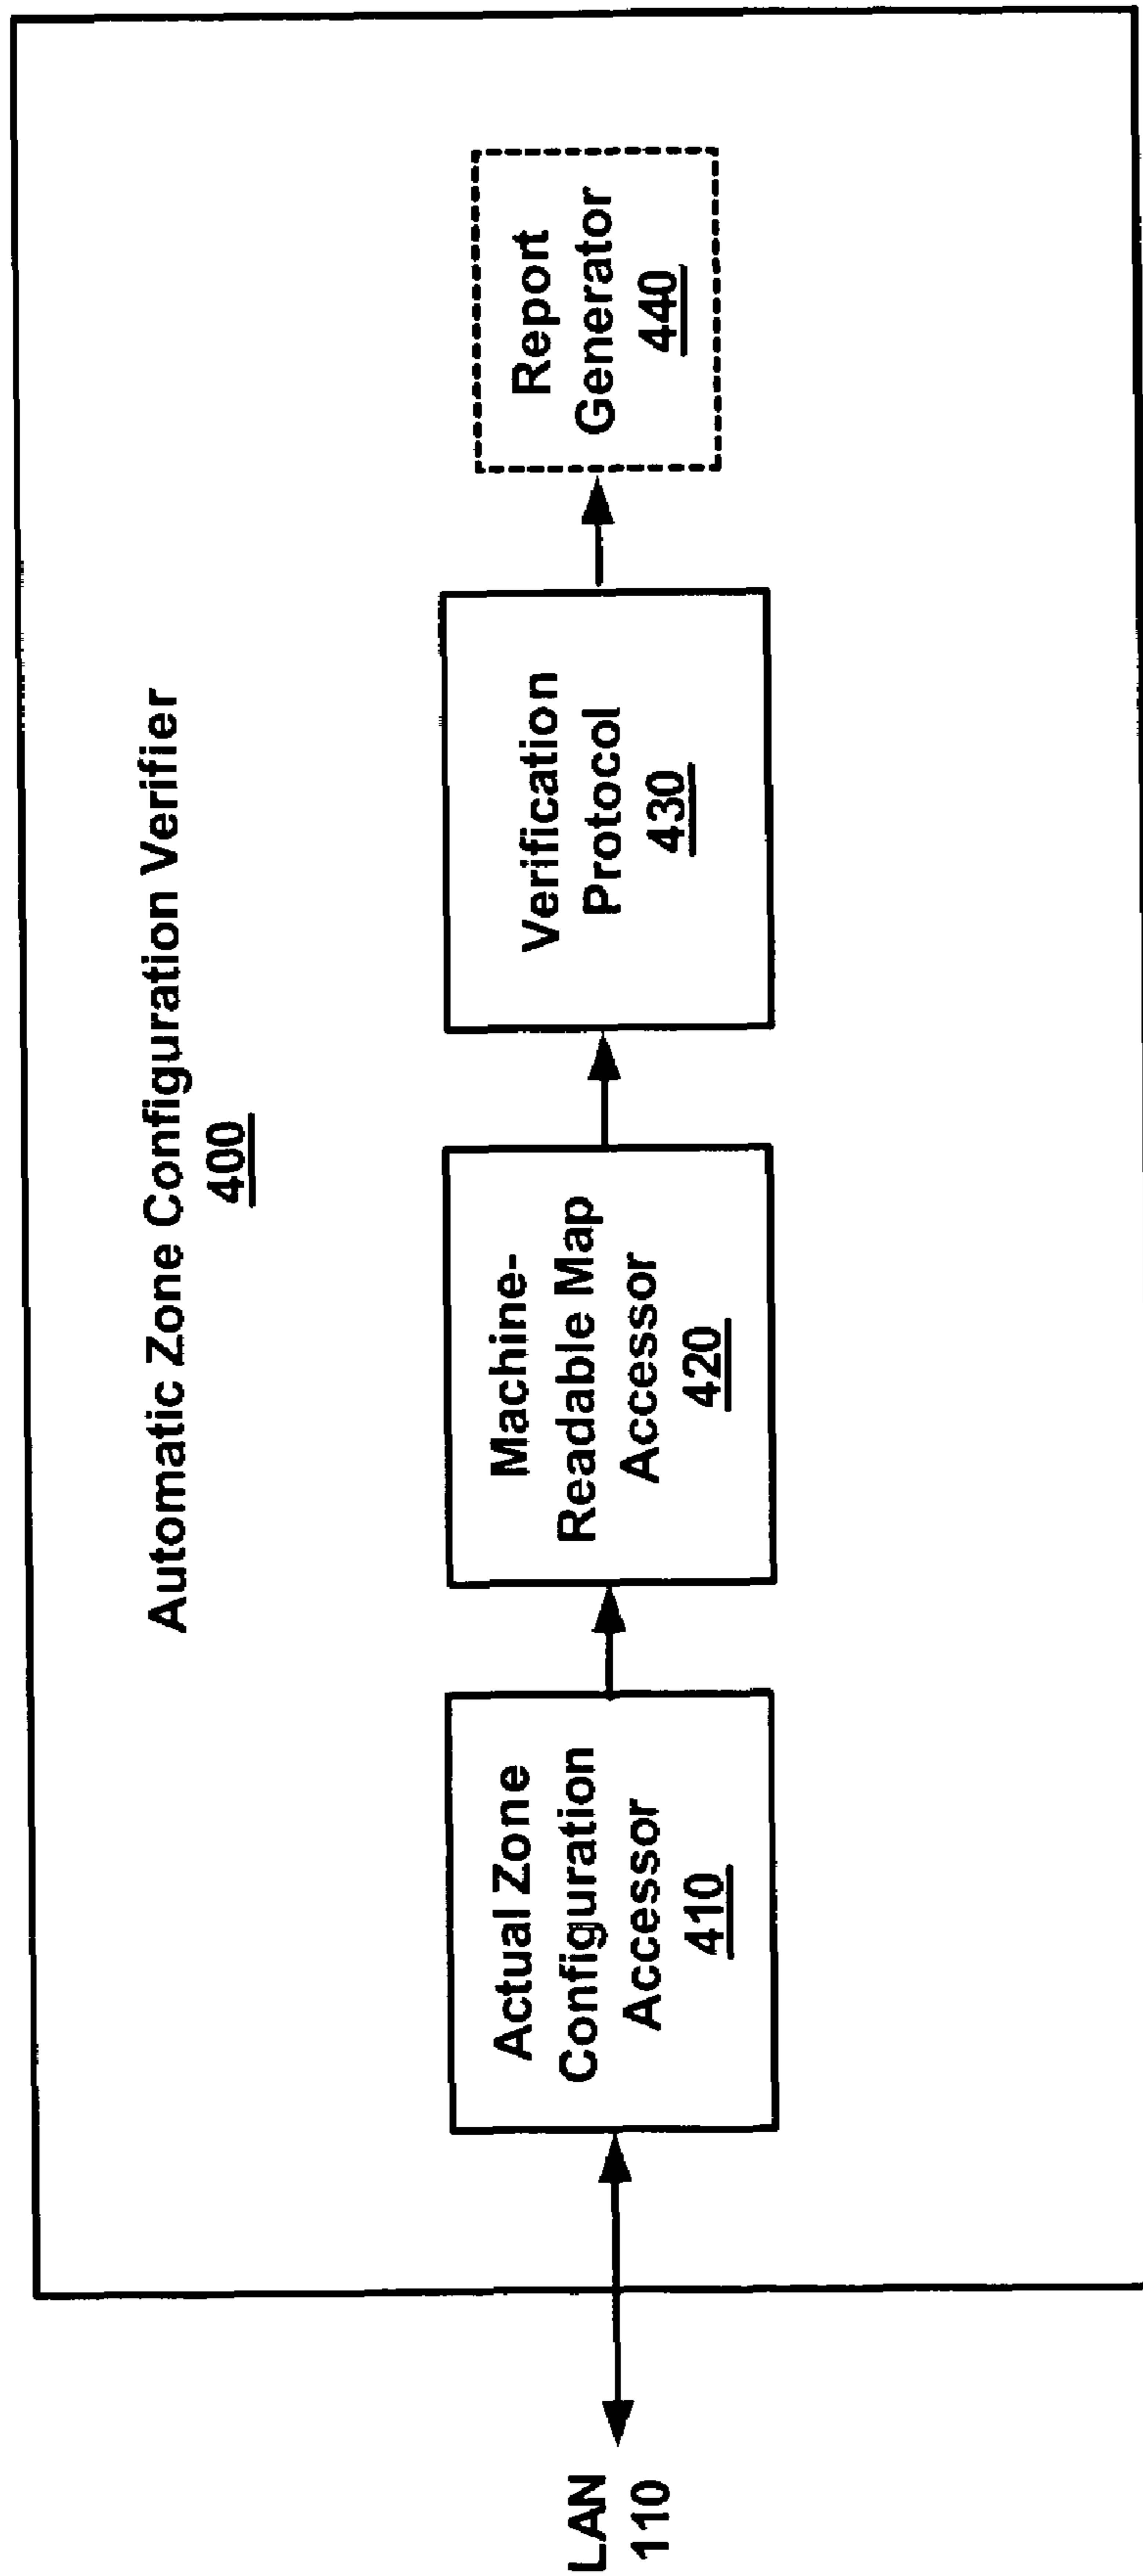 Automatic Zone Configuration Verifier
400
LAN
110
Actual Zone
Configuration
Accessor
410
Machine-
Readable Map
Accessor
420
Verification
Protocol
430
Report
Generator
440